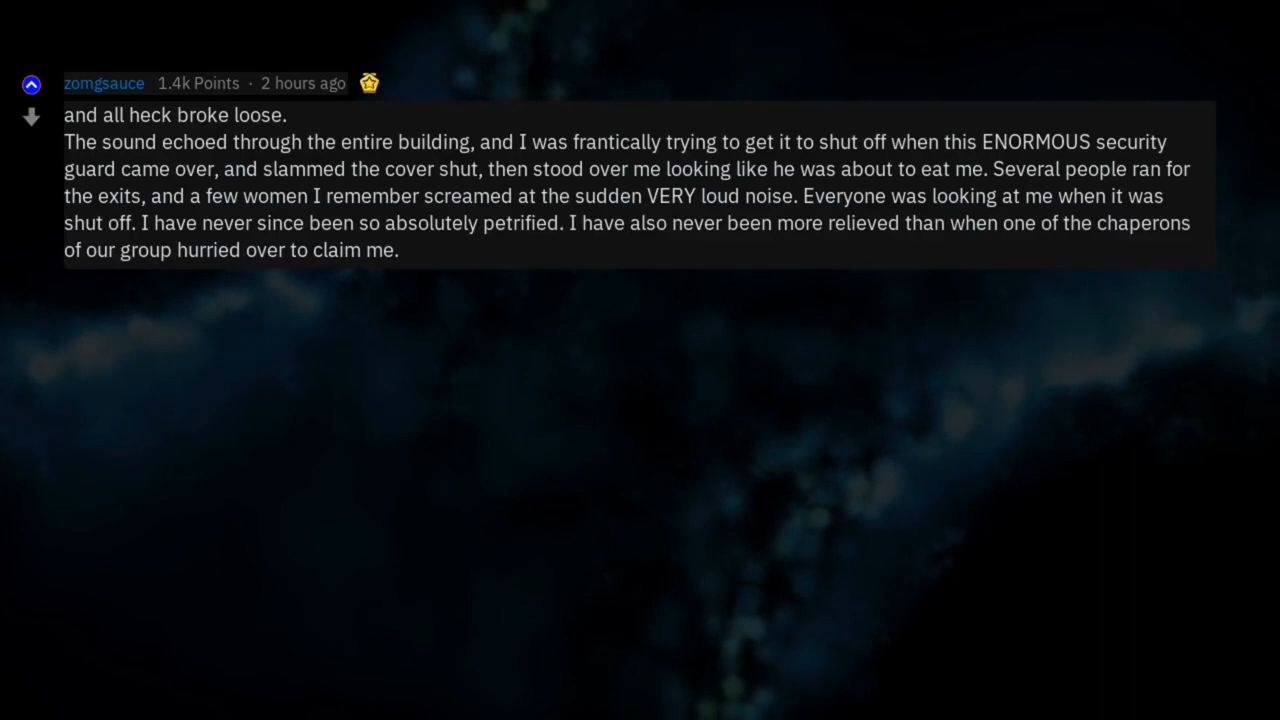 zomgsauce 1.4k Points · 2 hours ago
and all heck broke loose.
The sound echoed through the entire building, and I was frantically trying to get it to shut off when this ENORMOUS security
guard came over, and slammed the cover shut, then stood over me looking like he was about to eat me. Several people ran for
the exits, and a few women I remember screamed at the sudden VERY loud noise. Everyone was looking at me when it was
shut off. I have never since been so absolutely petrified. I have also never been more relieved than when one of the chaperons
of our group hurried over to claim me.